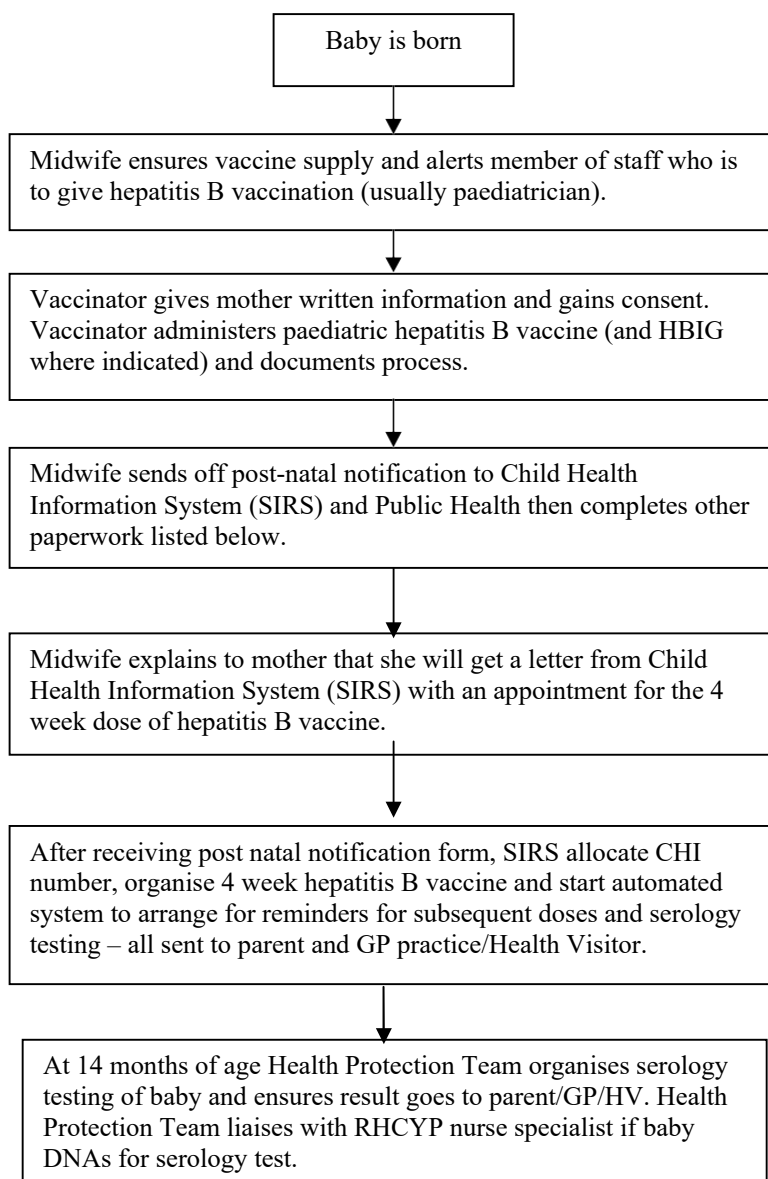 Baby is born
Midwife ensures vaccine supply and alerts member of staff who is
to give hepatitis B vaccination (usually paediatrician).
Vaccinator gives mother written information and gains consent.
Vaccinator administers paediatric hepatitis B vaccine (and HBIG
where indicated) and documents process.
Midwife sends off post-natal notification to Child Health
Information System (SIRS) and Public Health then completes other
paperwork listed below.
Midwife explains to mother that she will get a letter from Child
Health Information System (SIRS) with an appointment for the 4
week dose of hepatitis B vaccine.
After receiving post natal notification form, SIRS allocate CHI
number, organise 4 week hepatitis B vaccine and start automated
system to arrange for reminders for subsequent doses and serology
testing – all sent to parent and GP practice/Health Visitor.
At 14 months of age Health Protection Team organises serology
testing of baby and ensures result goes to parent/GP/HV. Health
Protection Team liaises with RHCYP nurse specialist if baby
DNAs for serology test.